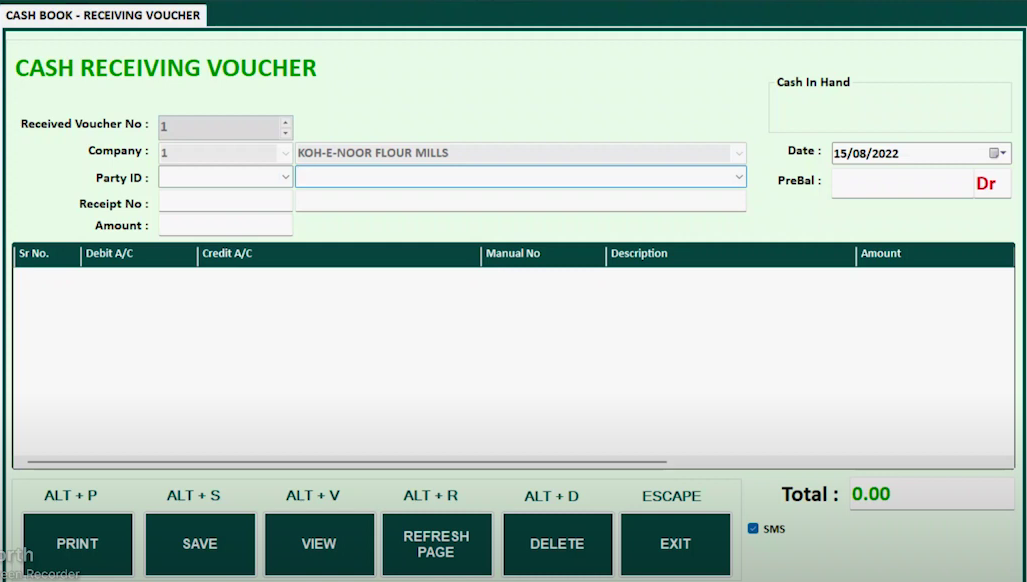 CASH BOOK - RECEIVING VOUCHER
CASH RECEIVING VOUCHER
Cash In Hand
Received Voucher No : 1
Company : 1 KOH-E-NOOR FLOUR MILLS
Date : 15/08/2022
Party ID :
PreBal : Dr
Receipt No :
Amount :
Sr No. Debit A/C Credit A/C Manual No Description Amount
ALT + P ALT + S ALT + V ALT + R ALT + D ESCAPE
Total : 0.00
SMS
PRINT SAVE VIEW REFRESH PAGE DELETE EXIT
orth
Recorder